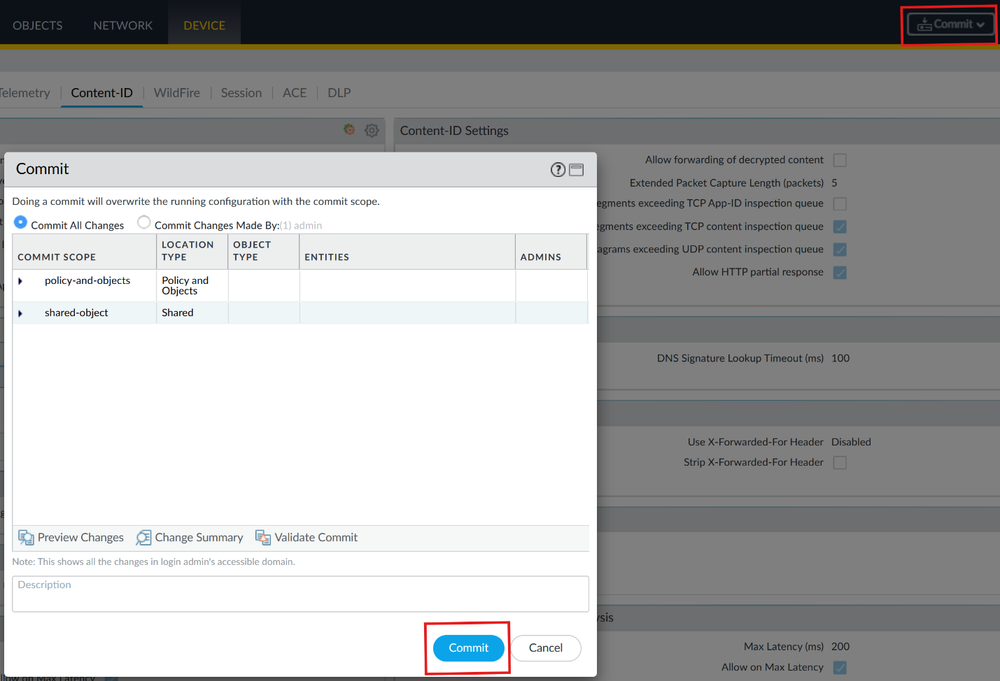 OBJECTS NETWORK DEVICE Commit
Telemetry Content-ID WildFire Session ACE DLP
Content-ID Settings
Allow forwarding of decrypted content
Extended Packet Capture Length (packets) 5
egments exceeding TCP App-ID inspection queue
egments exceeding TCP content inspection queue
agrams exceeding UDP content inspection queue
Allow HTTP partial response
DNS Signature Lookup Timeout (ms) 100
Use X-Forwarded-For Header Disabled
Strip X-Forwarded-For Header
ysis
Max Latency (ms) 200
Allow on Max Latency
Commit
?
Doing a commit will overwrite the running configuration with the commit scope.
Commit All Changes Commit Changes Made By:(1) admin
COMMIT SCOPE LOCATION TYPE OBJECT TYPE ENTITIES ADMINS
policy-and-objects Policy and Objects
shared-object Shared
Preview Changes Change Summary Validate Commit
Note: This shows all the changes in login admin's accessible domain.
Description
Commit Cancel
llow on Max Latency